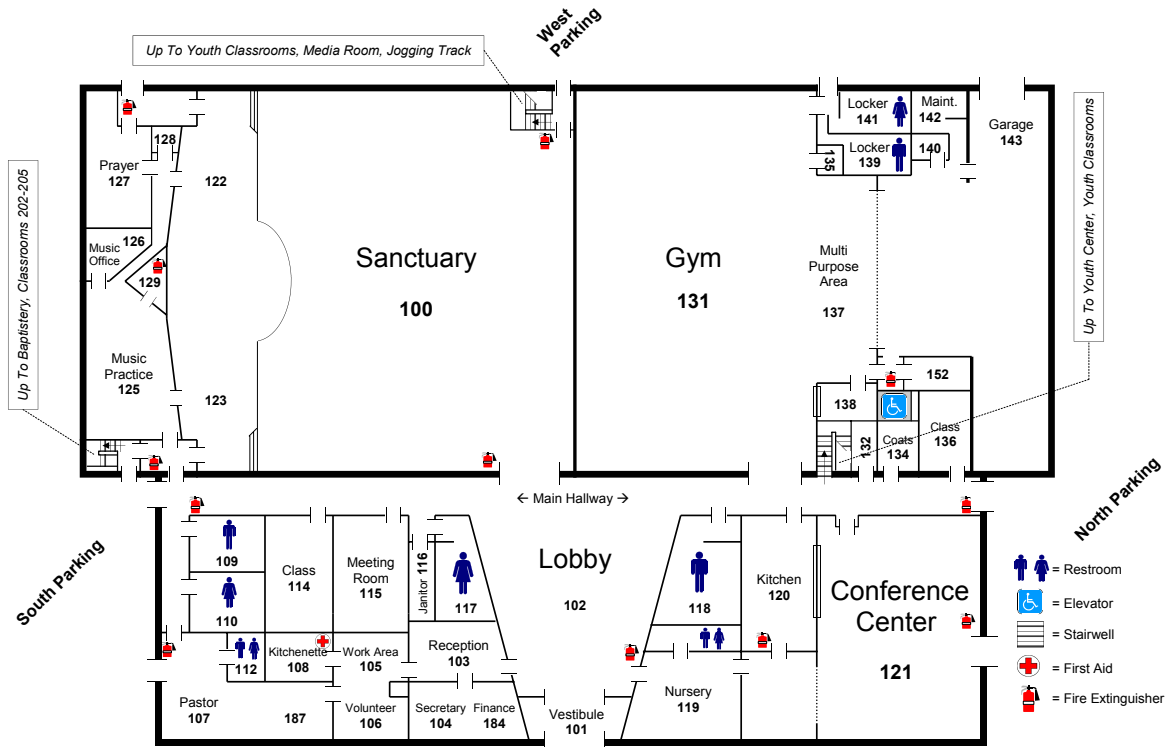 West
Parking
Up To Youth Classrooms, Media Room, Jogging Track
Up To Baptistery, Classrooms 202-205
Up To Youth Center, Youth Classrooms
128
Prayer
127
122
126
Music
Office
129
Music
Practice
125
123
Sanctuary
100
Gym
131
Locker
141
Maint.
142
Garage
143
135
Locker
139
140
Multi
Purpose
Area
137
152
138
132
Coats
134
Class
136
← Main Hallway →
South Parking
North Parking
109
110
Class
114
Meeting
Room
115
Janitor 116
117
Lobby
102
118
Kitchen
120
Conference
Center
121
112
Kitchenette
108
Work Area
105
Reception
103
Pastor
107
187
Volunteer
106
Secretary
104
Finance
184
Vestibule
101
Nursery
119
= Restroom
= Elevator
= Stairwell
= First Aid
= Fire Extinguisher